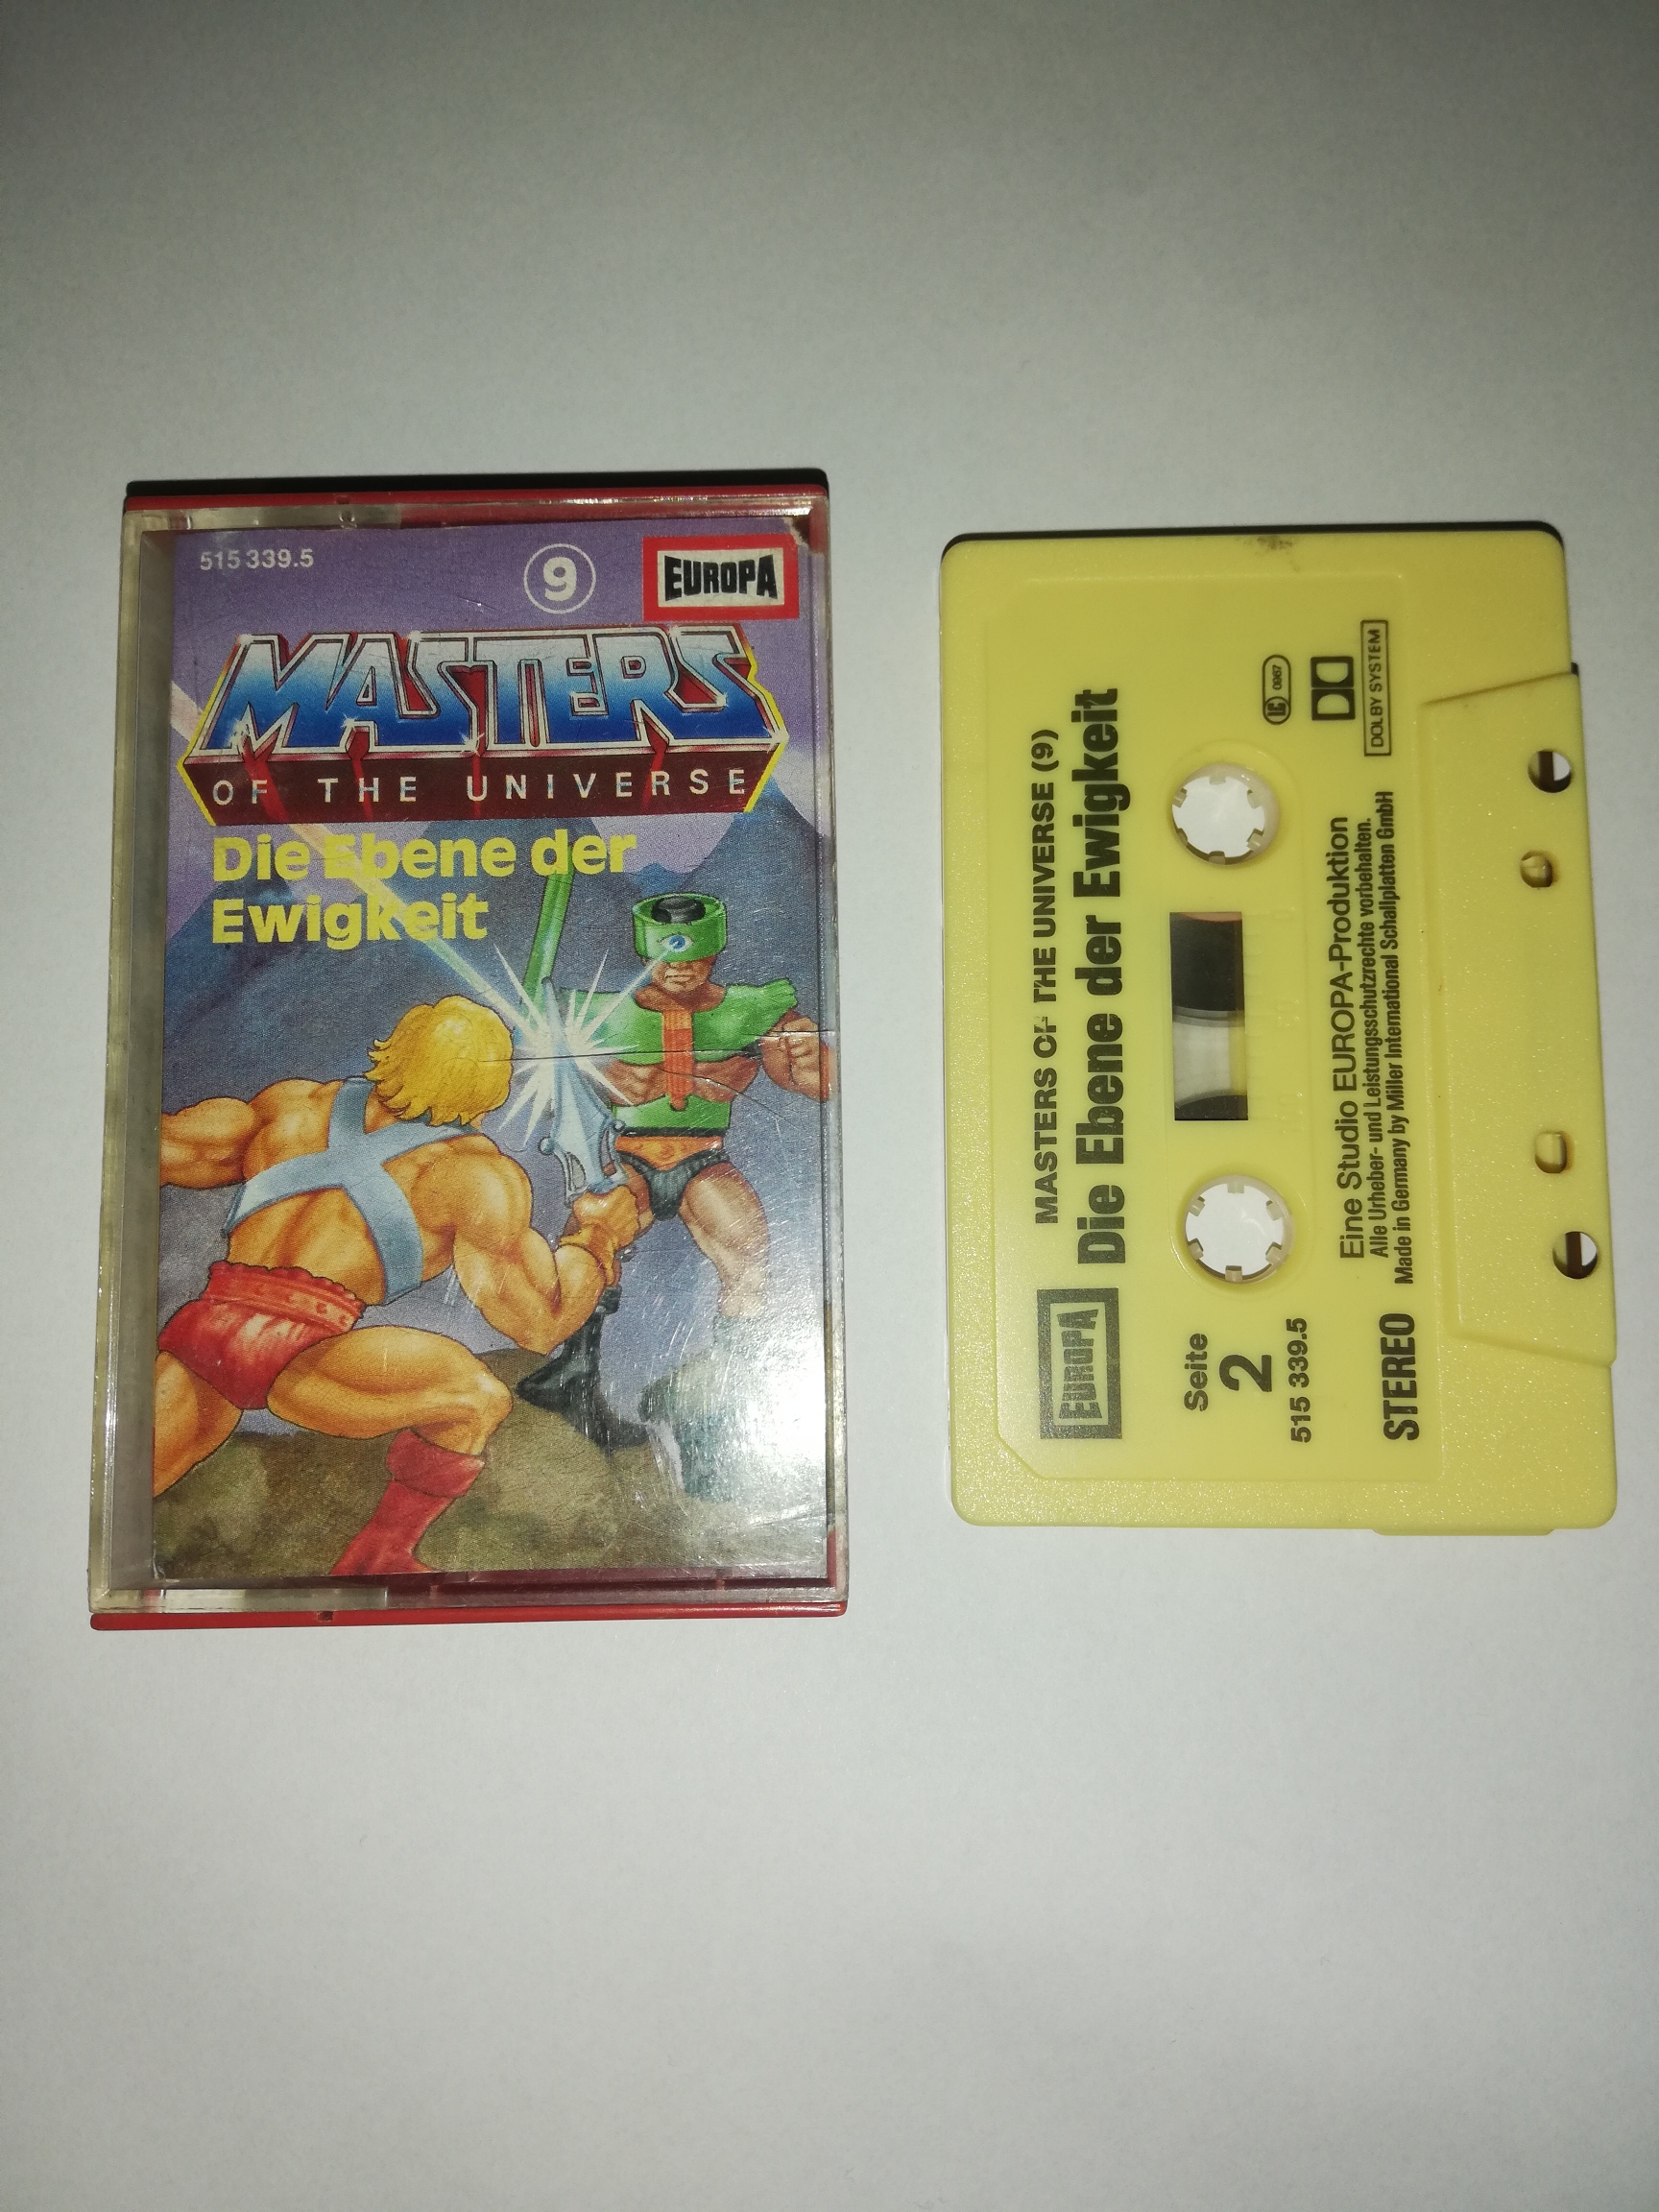 515 339.5
9
EUROPA
MASTERS
OF THE UNIVERSE
Die Ebene der
Ewigkeit
EUROPA
MASTERS OF THE UNIVERSE (9)
Die Ebene der Ewigkeit
Seite
2
515 339.5
LC 0967
DOLBY SYSTEM
STEREO
Eine Studio EUROPA-Produktion
Alle Urheber- und Leistungsschutzrechte vorbehalten.
Made in Germany by Miller International Schallplatten GmbH